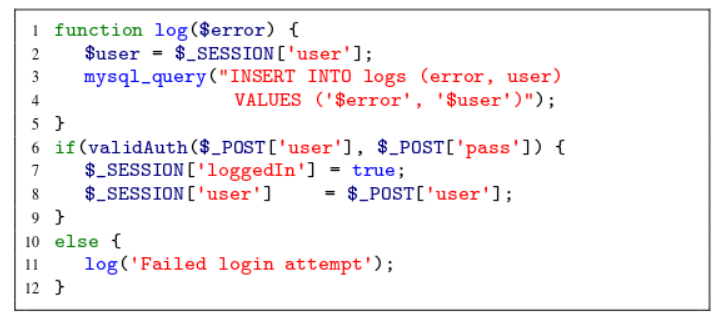 1 function log($error) {
2 $user = $_SESSION['user'];
3 mysql_query("INSERT INTO logs (error, user)
4 VALUES ('$error', '$user')");
5 }
6 if(validAuth($_POST['user'], $_POST['pass']) {
7 $_SESSION['loggedIn'] = true;
8 $_SESSION['user'] = $_POST['user'];
9 }
10 else {
11 log('Failed login attempt');
12 }